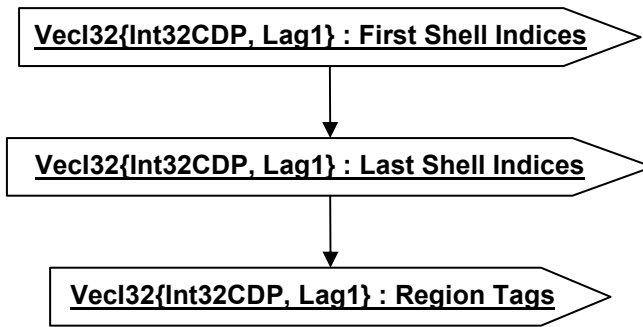 VecI32{Int32CDP, Lag1} : First Shell Indices
VecI32{Int32CDP, Lag1} : Last Shell Indices
VecI32{Int32CDP, Lag1} : Region Tags